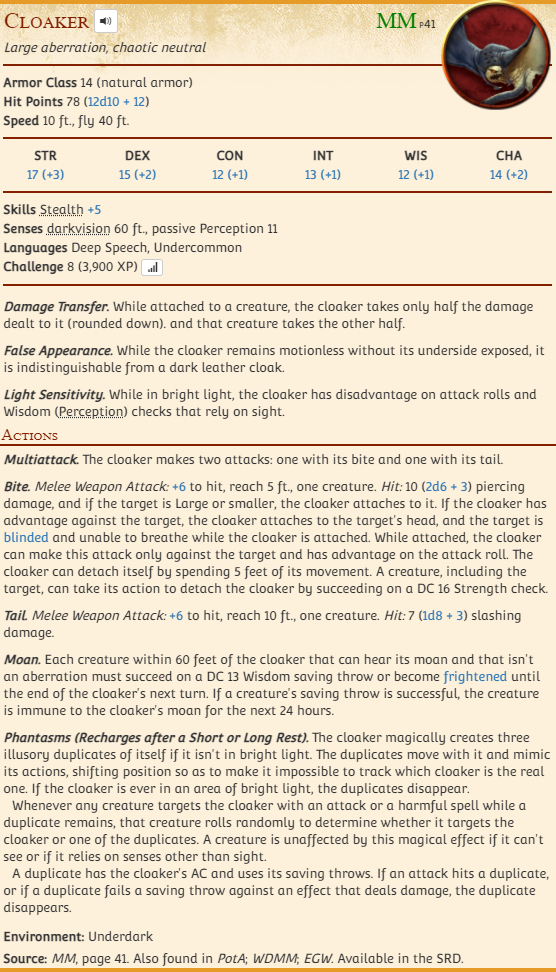 CLOAKER MM P41
Large aberration, chaotic neutral
Armor Class 14 (natural armor)
Hit Points 78 (12d10 + 12)
Speed 10 ft., fly 40 ft.
STR DEX CON INT WIS CHA
17 (+3) 15 (+2) 12 (+1) 13 (+1) 12 (+1) 14 (+2)
Skills Stealth +5
Senses darkvision 60 ft., passive Perception 11
Languages Deep Speech, Undercommon
Challenge 8 (3,900 XP)
Damage Transfer. While attached to a creature, the cloaker takes only half the damage
dealt to it (rounded down). and that creature takes the other half.
False Appearance. While the cloaker remains motionless without its underside exposed, it
is indistinguishable from a dark leather cloak.
Light Sensitivity. While in bright light, the cloaker has disadvantage on attack rolls and
Wisdom (Perception) checks that rely on sight.
ACTIONS
Multiattack. The cloaker makes two attacks: one with its bite and one with its tail.
Bite. Melee Weapon Attack: +6 to hit, reach 5 ft., one creature. Hit: 10 (2d6 + 3) piercing
damage, and if the target is Large or smaller, the cloaker attaches to it. If the cloaker has
advantage against the target, the cloaker attaches to the target's head, and the target is
blinded and unable to breathe while the cloaker is attached. While attached, the cloaker
can make this attack only against the target and has advantage on the attack roll. The
cloaker can detach itself by spending 5 feet of its movement. A creature, including the
target, can take its action to detach the cloaker by succeeding on a DC 16 Strength check.
Tail. Melee Weapon Attack: +6 to hit, reach 10 ft., one creature. Hit: 7 (1d8 + 3) slashing
damage.
Moan. Each creature within 60 feet of the cloaker that can hear its moan and that isn't
an aberration must succeed on a DC 13 Wisdom saving throw or become frightened until
the end of the cloaker's next turn. If a creature's saving throw is successful, the creature
is immune to the cloaker's moan for the next 24 hours.
Phantasms (Recharges after a Short or Long Rest). The cloaker magically creates three
illusory duplicates of itself if it isn't in bright light. The duplicates move with it and mimic
its actions, shifting position so as to make it impossible to track which cloaker is the real
one. If the cloaker is ever in an area of bright light, the duplicates disappear.
Whenever any creature targets the cloaker with an attack or a harmful spell while a
duplicate remains, that creature rolls randomly to determine whether it targets the
cloaker or one of the duplicates. A creature is unaffected by this magical effect if it can't
see or if it relies on senses other than sight.
A duplicate has the cloaker's AC and uses its saving throws. If an attack hits a duplicate,
or if a duplicate fails a saving throw against an effect that deals damage, the duplicate
disappears.
Environment: Underdark
Source: MM, page 41. Also found in PotA; WDMM; EGW. Available in the SRD.